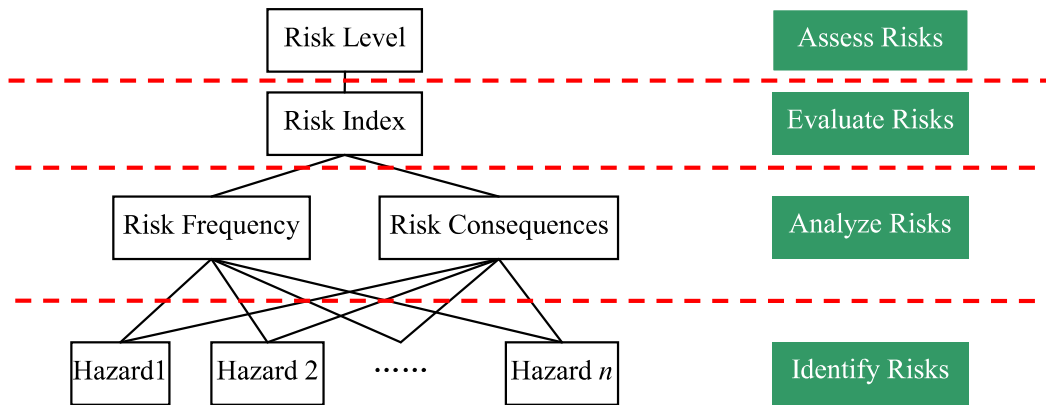 Risk Level
Assess Risks
Risk Index
Evaluate Risks
Risk Frequency
Risk Consequences
Analyze Risks
Hazard1
Hazard 2
……
Hazard n
Identify Risks